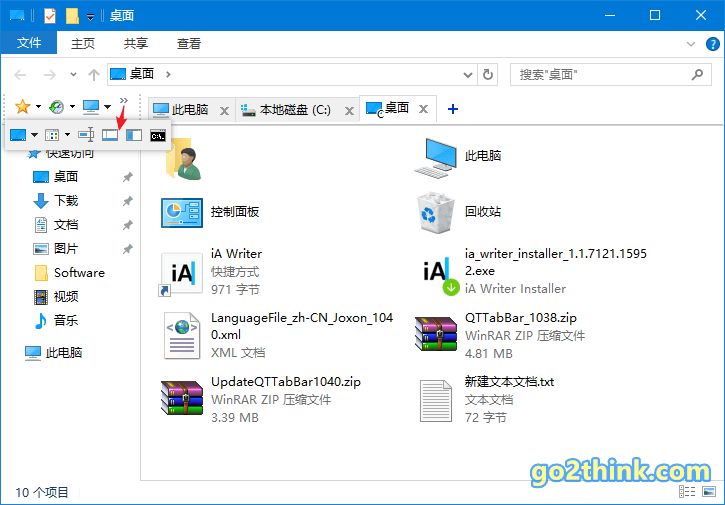 桌面
文件 主页 共享 查看
桌面
搜索"桌面"
此电脑 本地磁盘 (C:) 桌面
C:\.
快速访问
桌面
下载
文档
图片
Software
视频
音乐
此电脑
此电脑
控制面板
回收站
iA Writer
快捷方式
971 字节
ia_writer_installer_1.1.7121.1595
2.exe
iA Writer Installer
LanguageFile_zh-CN_Joxon_104
0.xml
XML 文档
QTTabBar_1038.zip
WinRAR ZIP 压缩文件
4.81 MB
UpdateQTTabBar1040.zip
WinRAR ZIP 压缩文件
3.39 MB
新建文本文档.txt
文本文档
72 字节
iA
iA
go2think.com
10 个项目